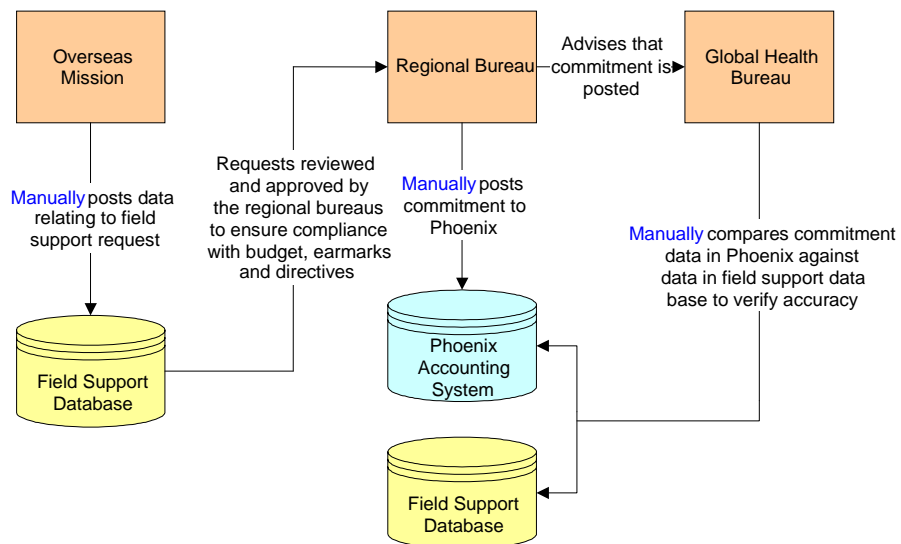 Overseas
Mission
Regional Bureau
Advises that
commitment is
posted
Global Health
Bureau
Manually posts data
relating to field
support request
Requests reviewed
and approved by
the regional bureaus
to ensure compliance
with budget, earmarks
and directives
Manually posts
commitment to
Phoenix
Manually compares commitment
data in Phoenix against
data in field support data
base to verify accuracy
Field Support
Database
Phoenix
Accounting
System
Field Support
Database